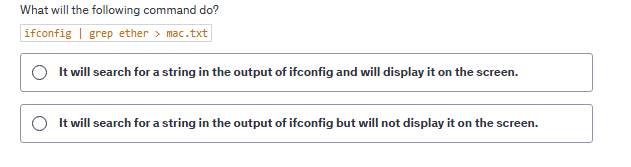 What will the following command do?
ifconfig | grep ether > mac.txt
It will search for a string in the output of ifconfig and will display it on the screen.
It will search for a string in the output of ifconfig but will not display it on the screen.